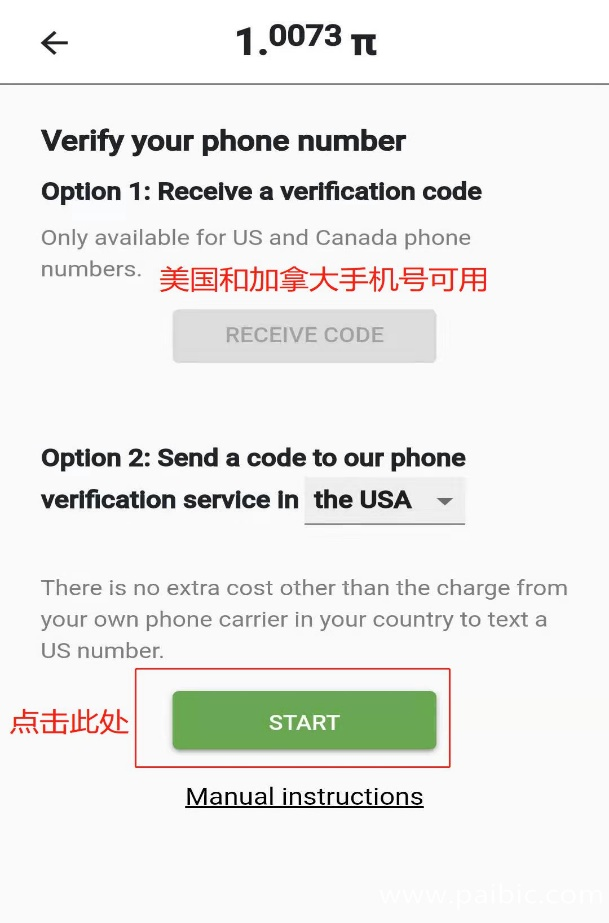 1.0073 π
Verify your phone number
Option 1: Receive a verification code
Only available for US and Canada phone
numbers. 美国和加拿大手机号可用
RECEIVE CODE
Option 2: Send a code to our phone
verification service in the USA
There is no extra cost other than the charge from
your own phone carrier in your country to text a
US number.
点击此处 START
Manual instructions
www.paibic.com